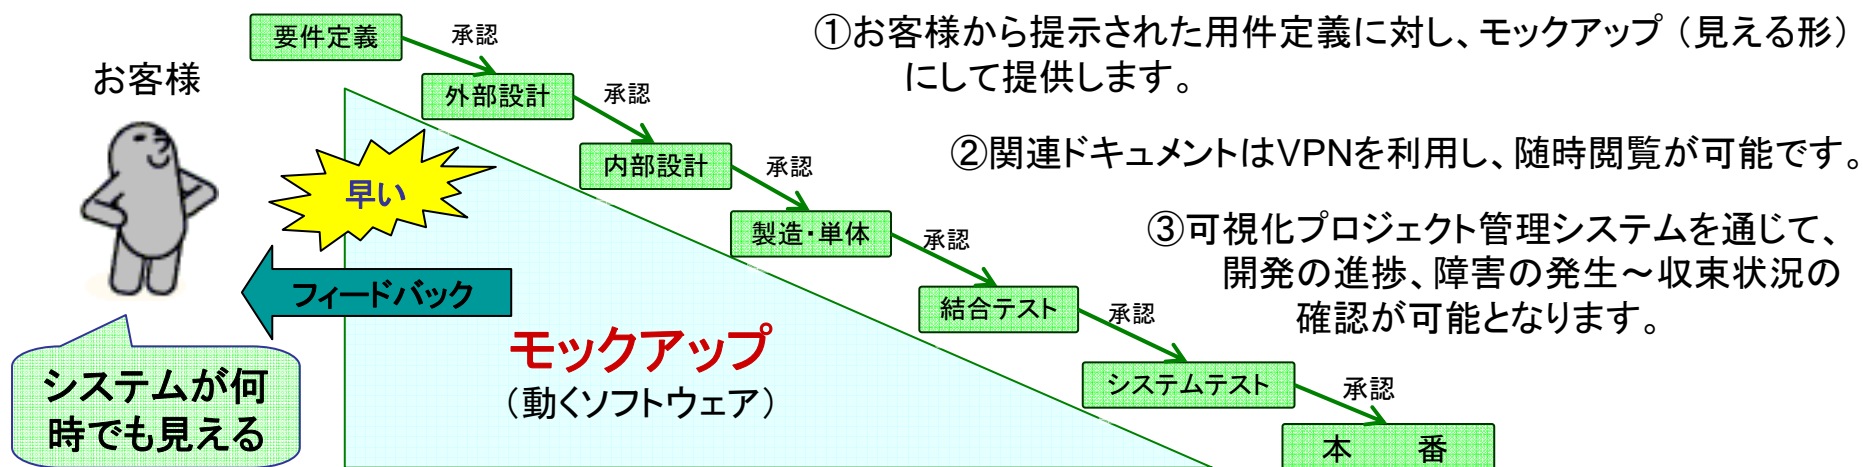 要件定義
承認
①お客様から提示された用件定義に対し、モックアップ（見える形）
にして提供します。
お客様
外部設計
承認
②関連ドキュメントはVPNを利用し、随時閲覧が可能です。
内部設計
承認
早い
③可視化プロジェクト管理システムを通じて、
開発の進捗、障害の発生～収束状況の
確認が可能となります。
製造・単体
承認
フィードバック
結合テスト
承認
モックアップ
（動くソフトウェア）
システムが何
時でも見える
システムテスト
承認
本　　番